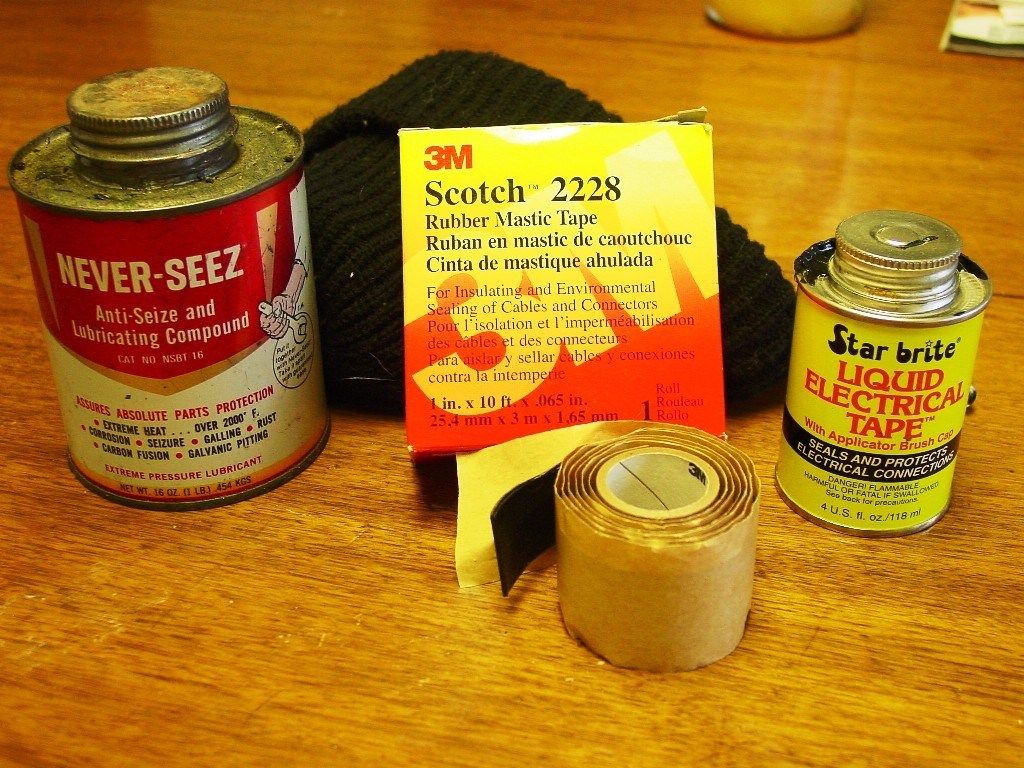 NEVER-SEEZ
Anti-Seize and
Lubricating Compound
CAT NO NSBT-16
ASSURES ABSOLUTE PARTS PROTECTION
• EXTREME HEAT ... OVER 2000° F.
• CORROSION • SEIZURE • GALLING • RUST
• CARBON FUSION • GALVANIC PITTING
EXTREME PRESSURE LUBRICANT
NET WT. 16 OZ. (1 LB.) 454 KGS
3M
Scotch™ 2228
Rubber Mastic Tape
Ruban en mastic de caoutchouc
Cinta de mastique ahulada
For Insulating and Environmental
Sealing of Cables and Connectors
Pour l'isolation et l'imperméabilisation
des câbles et des connecteurs
Para aislar y sellar cables y conexiones
contra la intemperie
1 in. x 10 ft. x .065 in.
25,4 mm x 3 m x 1,65 mm
1 Roll
Rouleau
Rollo
3M
Star brite®
LIQUID
ELECTRICAL
TAPE™
With Applicator Brush Cap
SEALS AND PROTECTS
ELECTRICAL CONNECTIONS
DANGER! FLAMMABLE
HARMFUL OR FATAL IF SWALLOWED.
See back for precautions.
4 U.S. fl. oz./118 ml